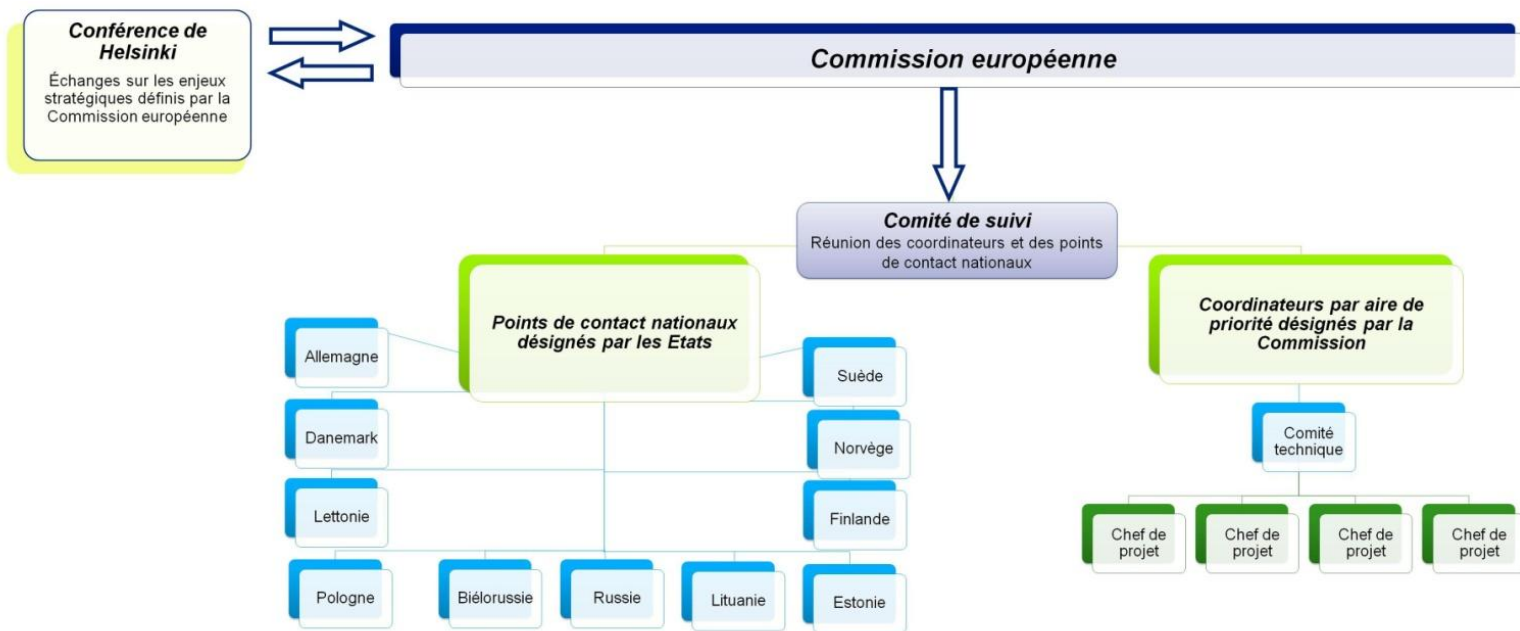 Conférence de
Helsinki
Échanges sur les enjeux
stratégiques définis par la
Commission européenne
Commission européenne
Comité de suivi
Réunion des coordinateurs et des points
de contact nationaux
Points de contact nationaux
désignés par les Etats
Coordinateurs par aire de
priorité désignés par la
Commission
Allemagne
Suède
Danemark
Norvège
Lettonie
Finlande
Pologne
Biélorussie
Russie
Lituanie
Estonie
Comité
technique
Chef de
projet
Chef de
projet
Chef de
projet
Chef de
projet